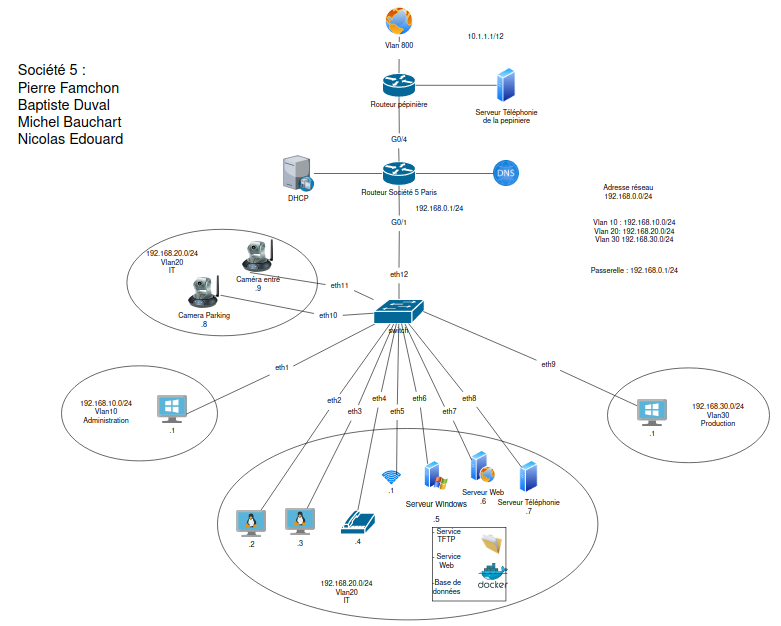 Vlan 800
10.1.1.1/12
Société 5 :
Pierre Famchon
Baptiste Duval
Michel Bauchart
Nicolas Edouard
Routeur pépinière
Serveur Téléphonie
de la pepiniere
G0/4
DHCP
Routeur Société 5 Paris
DNS
192.168.0.1/24
G0/1
Adresse réseau
192.168.0.0/24
Vlan 10 : 192.168.10.0/24
Vlan 20: 192.168.20.0/24
Vlan 30 192.168.30.0/24
Passerelle : 192.168.0.1/24
192.168.20.0/24
Vlan20
IT
Caméra entré
.9
Camera Parking
.8
eth11
eth10
eth12
switch
eth1
eth2
eth3
eth4
eth5
eth6
eth7
eth8
eth9
192.168.10.0/24
Vlan10
Administration
.1
192.168.30.0/24
Vlan30
Production
.1
.2
.3
.4
.1
Serveur Windows
.5
Serveur Web
.6
Serveur Téléphonie
.7
- Service
TFTP
- Service
Web
-Base de
données
docker
192.168.20.0/24
Vlan20
IT